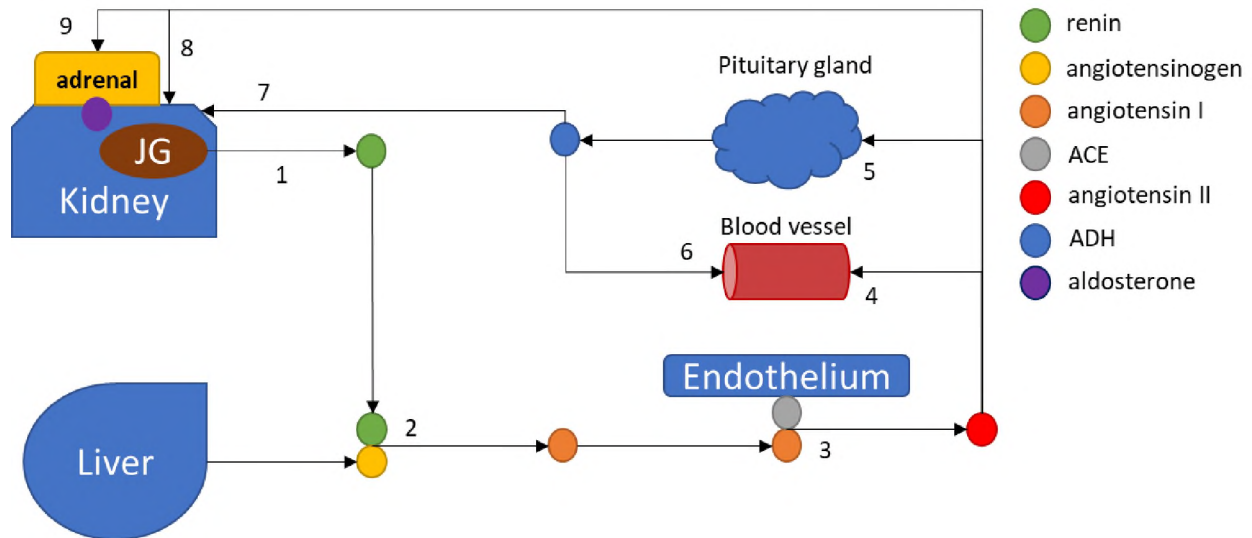 9
8
adrenal
7
Pituitary gland
JG
1
5
Kidney
Blood vessel
6
4
Endothelium
2
3
Liver
renin
angiotensinogen
angiotensin I
ACE
angiotensin II
ADH
aldosterone